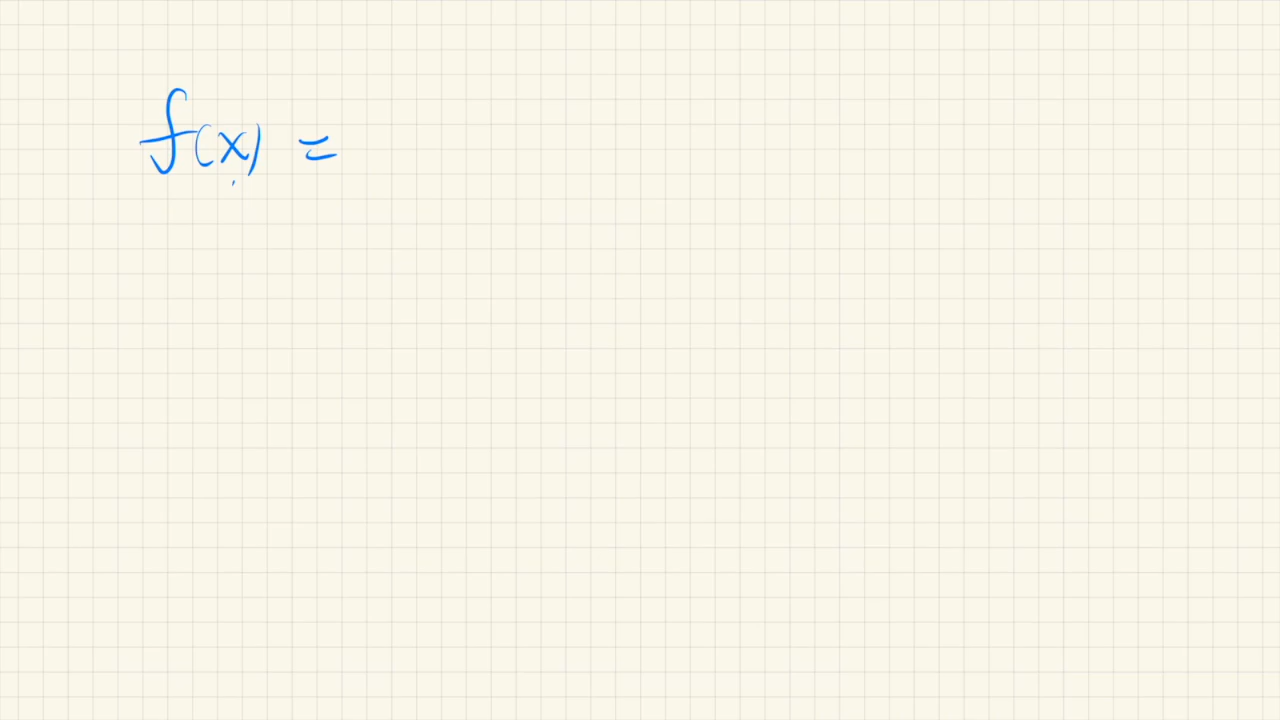 f(x) =